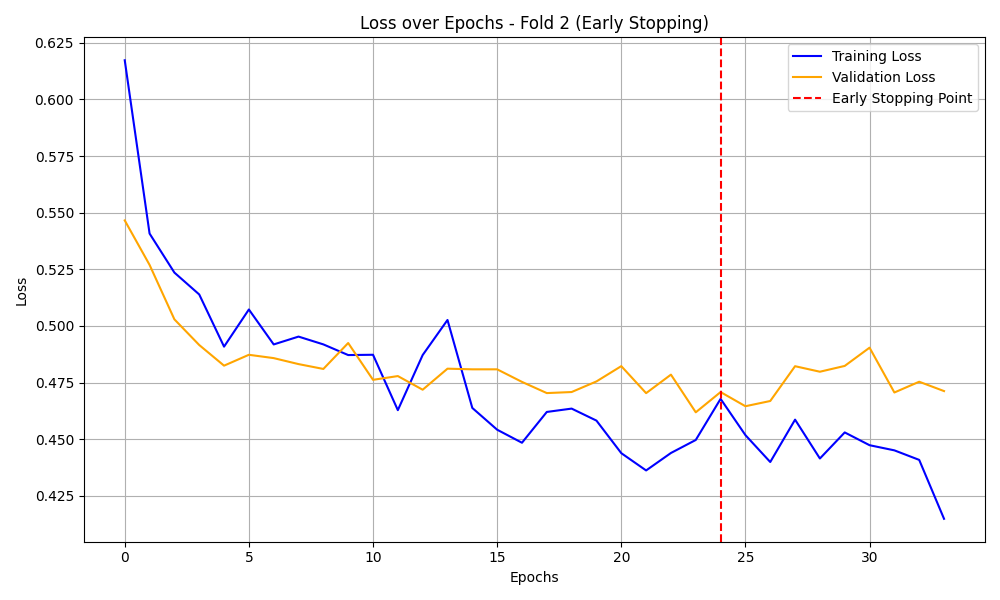 Loss over Epochs - Fold 2 (Early Stopping)
Training Loss
Validation Loss
Early Stopping Point
Loss
0.625
0.600
0.575
0.550
0.525
0.500
0.475
0.450
0.425
0 5 10 15 20 25 30
Epochs